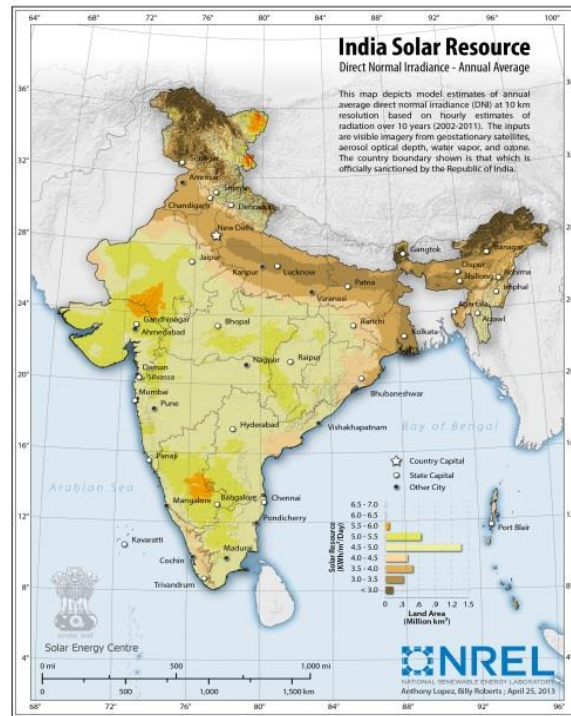 64° 68° 72° 76° 80° 84° 88° 92° 96° 100°
India Solar Resource
Direct Normal Irradiance - Annual Average
This map depicts model estimates of annual
average direct normal irradiance (DNI) at 10 km
resolution based on hourly estimates of
radiation over 10 years (2002-2011). The inputs
are visible imagery from geostationary satellites,
aerosol optical depth, water vapor, and ozone.
The country boundary shown is that which is
officially sanctioned by the Republic of India.
36°
32°
28°
24°
20°
16°
12°
8°
4°
Srinagar
Amritsar
Shimla
Chandigarh
Dehradun
New Delhi
Jaipur
Kanpur
Lucknow
Patna
Varanasi
Gangtok
Itanagar
Dispur
Kohima
Shillong
Imphal
Agartala
Aizawl
Gandhinagar
Ahmedabad
Bhopal
Ranchi
Kolkata
Daman
Silvassa
Nagpur
Raipur
Mumbai
Pune
Bhubaneshwar
Hyderabad
Vishakhapatnam
Bay of Bengal
Panaji
Arabian Sea
Mangalore
Bangalore
Chennai
Pondicherry
Kavaratti
Cochin
Madurai
Trivandrum
Port Blair
Country Capital
State Capital
Other City
Solar Resource
(KWh/m²/Day)
6.5 - 7.0
6.0 - 6.5
5.5 - 6.0
5.0 - 5.5
4.5 - 5.0
4.0 - 4.5
3.5 - 4.0
3.0 - 3.5
< 3.0
0 .3 .6 .9 1.2 1.5
Land Area
(Million km²)
Solar Energy Centre
0 mi 500 1,000 mi
0 500 1,000 1,500 km
68° 72° 76° 80° 84° 88° 92° 96°
NREL
NATIONAL RENEWABLE ENERGY LABORATORY
Anthony Lopez, Billy Roberts ; April 25, 2013